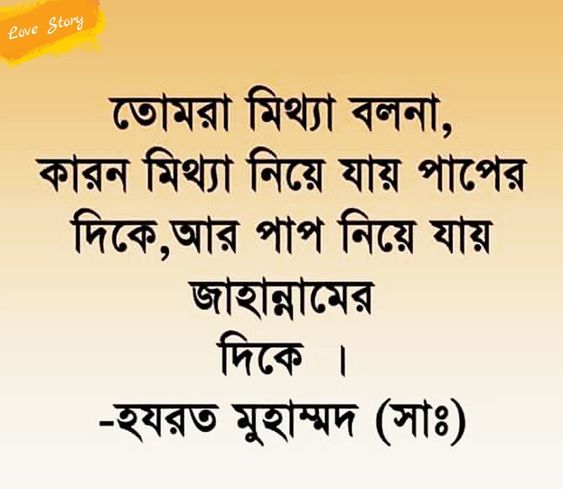 Love Story
তোমরা মিথ্যা বলনা,
কারন মিথ্যা নিয়ে যায় পাপের
দিকে,আর পাপ নিয়ে যায়
জাহান্নামের
দিকে ।
-হযরত মুহাম্মদ (সাঃ)